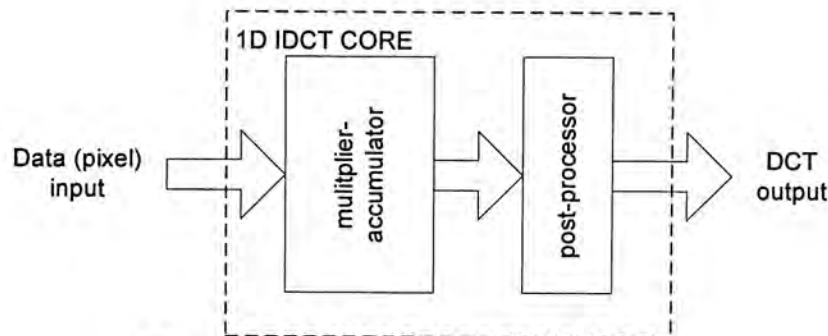 1D IDCT CORE
Data (pixel)
input
mulitplier-
accumulator
post-processor
DCT
output